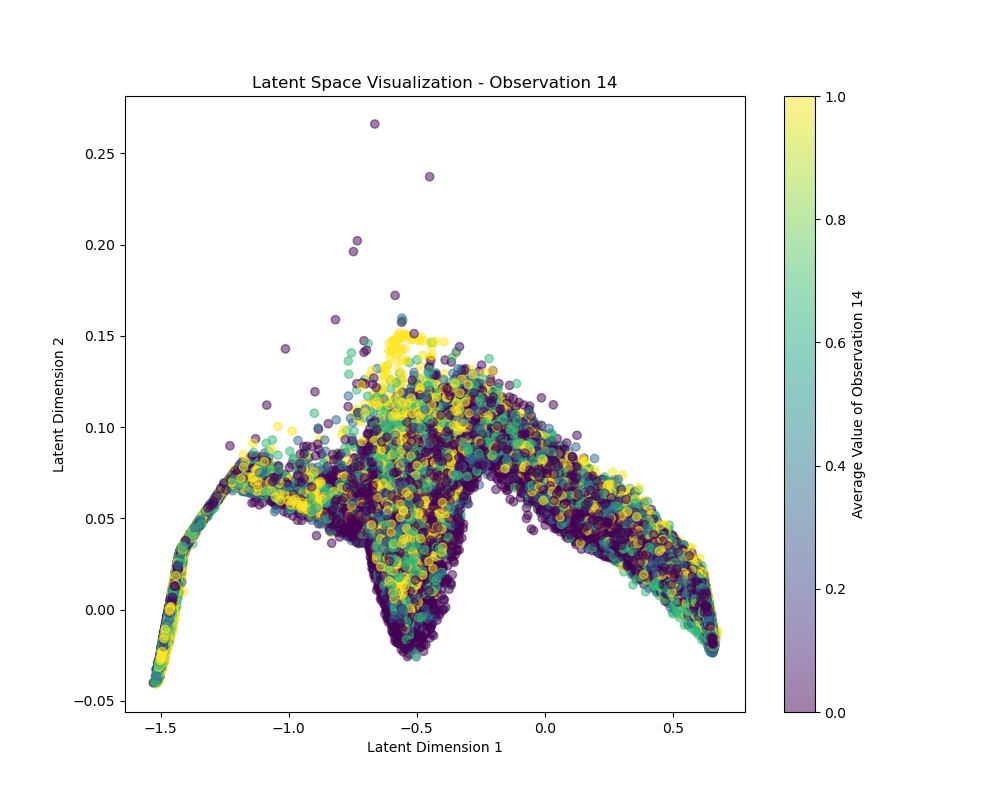 Latent Space Visualization - Observation 14
0.25
0.20
0.15
0.10
0.05
0.00
−0.05
Latent Dimension 2
−1.5 −1.0 −0.5 0.0 0.5
Latent Dimension 1
1.0
0.8
0.6
0.4
0.2
0.0
Average Value of Observation 14